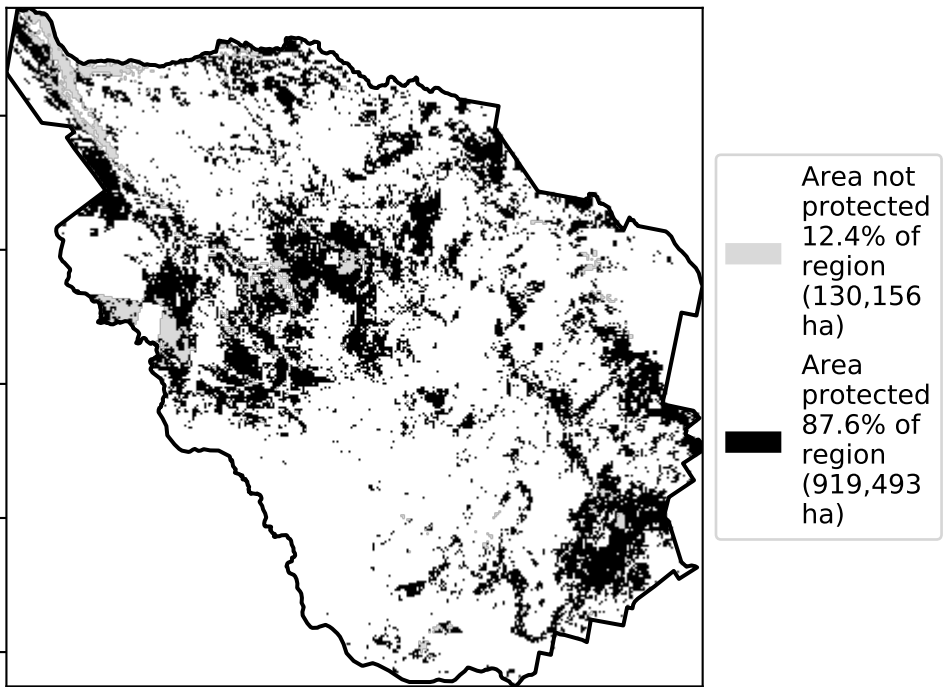 Area not
protected
12.4% of
region
(130,156
ha)
Area
protected
87.6% of
region
(919,493
ha)